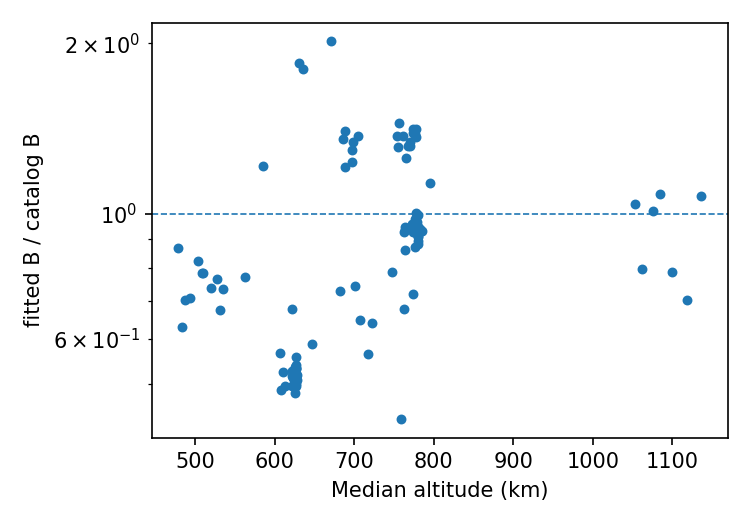 fitted B / catalog B
2 × 10⁰
10⁰
6 × 10⁻¹
500 600 700 800 900 1000 1100
Median altitude (km)